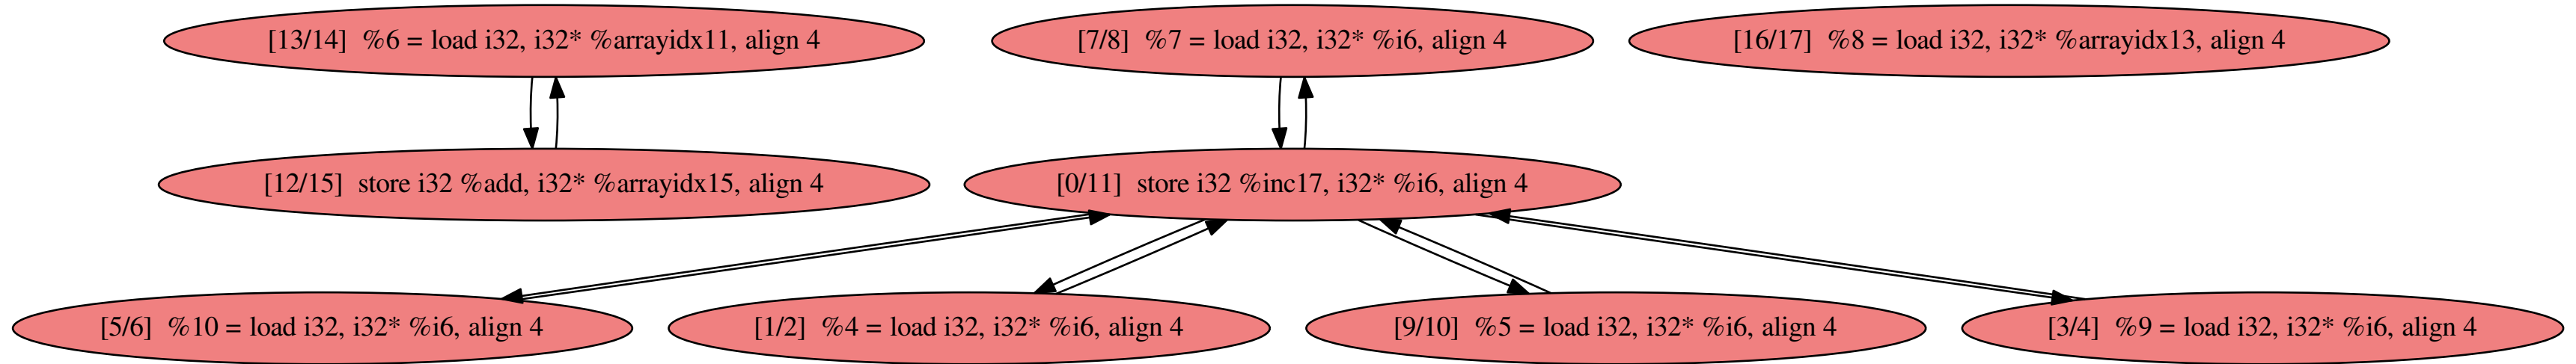 [13/14]  %6 = load i32, i32* %arrayidx11, align 4
[7/8]  %7 = load i32, i32* %i6, align 4
[16/17]  %8 = load i32, i32* %arrayidx13, align 4
[12/15]  store i32 %add, i32* %arrayidx15, align 4
[0/11]  store i32 %inc17, i32* %i6, align 4
[5/6]  %10 = load i32, i32* %i6, align 4
[1/2]  %4 = load i32, i32* %i6, align 4
[9/10]  %5 = load i32, i32* %i6, align 4
[3/4]  %9 = load i32, i32* %i6, align 4